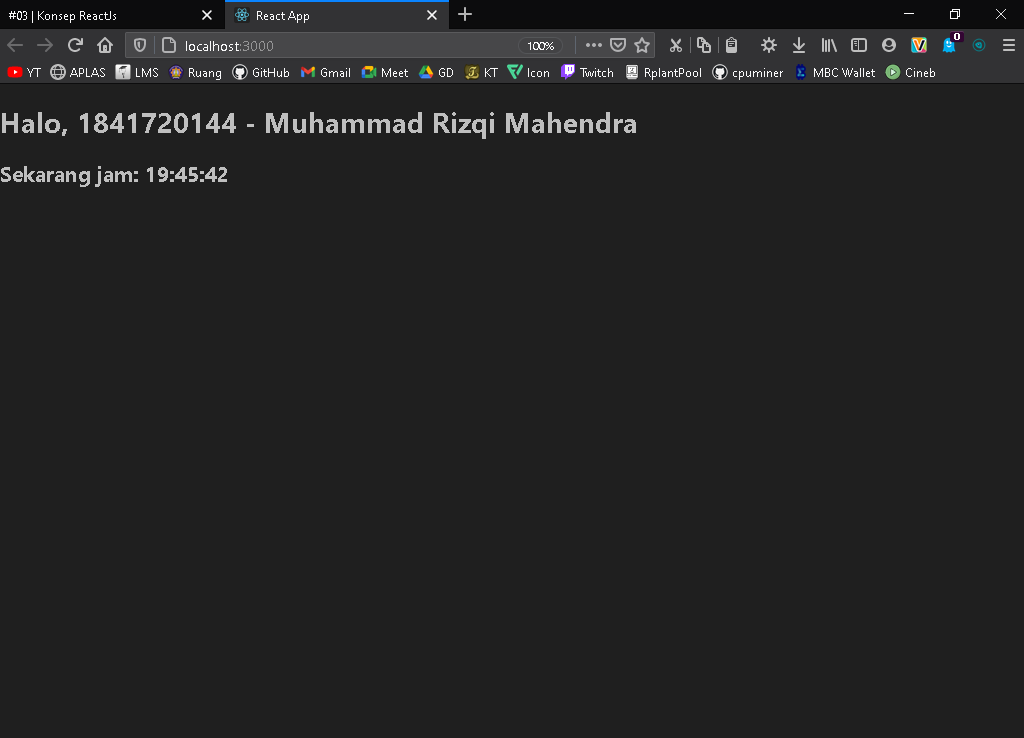 #03 | Konsep ReactJs
React App
localhost:3000
100%
0
YT
APLAS
LMS
Ruang
GitHub
Gmail
Meet
GD
KT
Icon
Twitch
RplantPool
cpuminer
MBC Wallet
Cineb
Halo, 1841720144 - Muhammad Rizqi Mahendra
Sekarang jam: 19:45:42